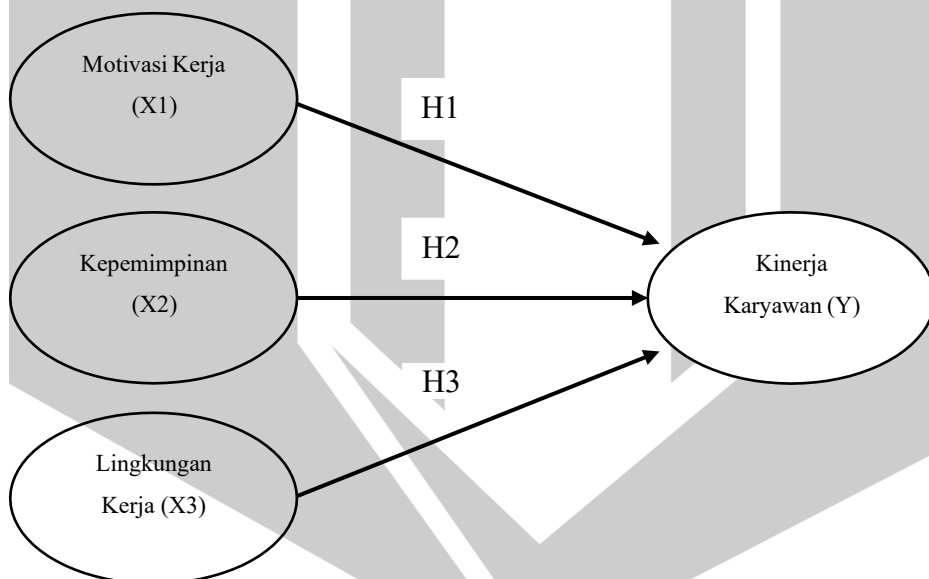 Motivasi Kerja
(X1)
H1
Kepemimpinan
(X2)
H2
Kinerja
Karyawan (Y)
H3
Lingkungan
Kerja (X3)